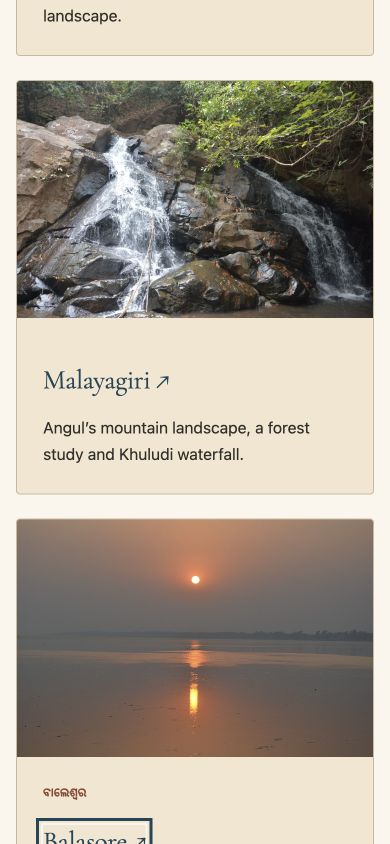 landscape.
Malayagiri ↗
Angul's mountain landscape, a forest
study and Khuludi waterfall.
ବାଲେଶ୍ୱର
Balasore ↗